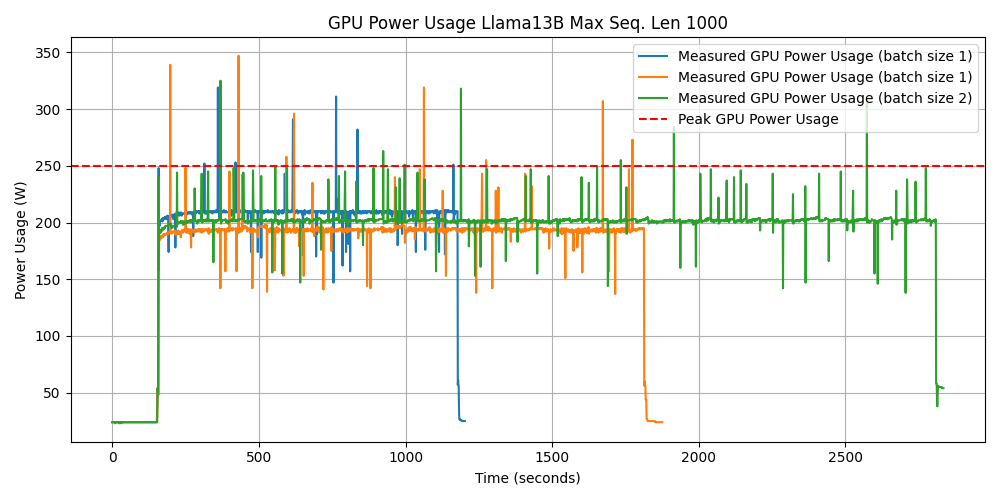 GPU Power Usage Llama13B Max Seq. Len 1000
Measured GPU Power Usage (batch size 1)
Measured GPU Power Usage (batch size 1)
Measured GPU Power Usage (batch size 2)
Peak GPU Power Usage
Power Usage (W)
350
300
250
200
150
100
50
0 500 1000 1500 2000 2500
Time (seconds)